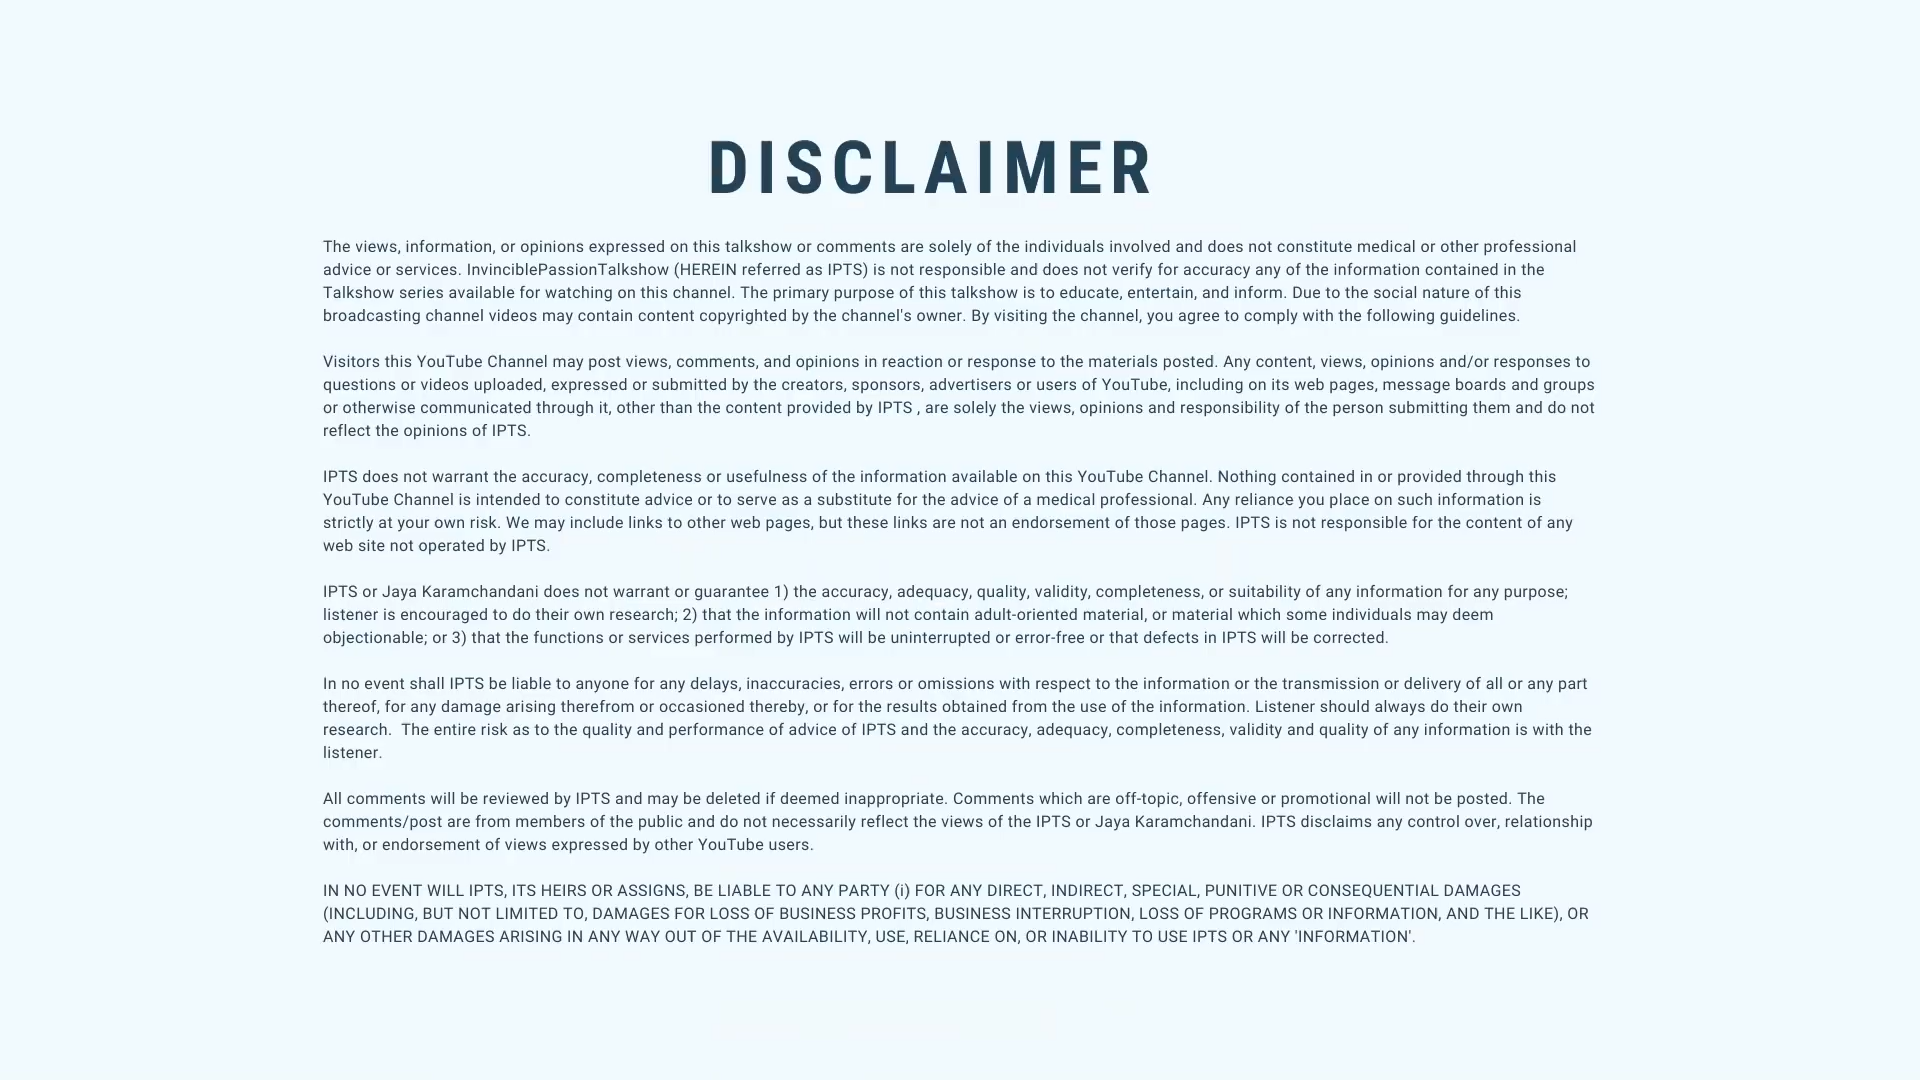 DISCLAIMER
The views, information, or opinions expressed on this talkshow or comments are solely of the individuals involved and does not constitute medical or other professional
advice or services. InvinciblePassionTalkshow (HEREIN referred as IPTS) is not responsible and does not verify for accuracy any of the information contained in the
Talkshow series available for watching on this channel. The primary purpose of this talkshow is to educate, entertain, and inform. Due to the social nature of this
broadcasting channel videos may contain content copyrighted by the channel's owner. By visiting the channel, you agree to comply with the following guidelines.
Visitors this YouTube Channel may post views, comments, and opinions in reaction or response to the materials posted. Any content, views, opinions and/or responses to
questions or videos uploaded, expressed or submitted by the creators, sponsors, advertisers or users of YouTube, including on its web pages, message boards and groups
or otherwise communicated through it, other than the content provided by IPTS , are solely the views, opinions and responsibility of the person submitting them and do not
reflect the opinions of IPTS.
IPTS does not warrant the accuracy, completeness or usefulness of the information available on this YouTube Channel. Nothing contained in or provided through this
YouTube Channel is intended to constitute advice or to serve as a substitute for the advice of a medical professional. Any reliance you place on such information is
strictly at your own risk. We may include links to other web pages, but these links are not an endorsement of those pages. IPTS is not responsible for the content of any
web site not operated by IPTS.
IPTS or Jaya Karamchandani does not warrant or guarantee 1) the accuracy, adequacy, quality, validity, completeness, or suitability of any information for any purpose;
listener is encouraged to do their own research; 2) that the information will not contain adult-oriented material, or material which some individuals may deem
objectionable; or 3) that the functions or services performed by IPTS will be uninterrupted or error-free or that defects in IPTS will be corrected.
In no event shall IPTS be liable to anyone for any delays, inaccuracies, errors or omissions with respect to the information or the transmission or delivery of all or any part
thereof, for any damage arising therefrom or occasioned thereby, or for the results obtained from the use of the information. Listener should always do their own
research.  The entire risk as to the quality and performance of advice of IPTS and the accuracy, adequacy, completeness, validity and quality of any information is with the
listener.
All comments will be reviewed by IPTS and may be deleted if deemed inappropriate. Comments which are off-topic, offensive or promotional will not be posted. The
comments/post are from members of the public and do not necessarily reflect the views of the IPTS or Jaya Karamchandani. IPTS disclaims any control over, relationship
with, or endorsement of views expressed by other YouTube users.
IN NO EVENT WILL IPTS, ITS HEIRS OR ASSIGNS, BE LIABLE TO ANY PARTY (i) FOR ANY DIRECT, INDIRECT, SPECIAL, PUNITIVE OR CONSEQUENTIAL DAMAGES
(INCLUDING, BUT NOT LIMITED TO, DAMAGES FOR LOSS OF BUSINESS PROFITS, BUSINESS INTERRUPTION, LOSS OF PROGRAMS OR INFORMATION, AND THE LIKE), OR
ANY OTHER DAMAGES ARISING IN ANY WAY OUT OF THE AVAILABILITY, USE, RELIANCE ON, OR INABILITY TO USE IPTS OR ANY 'INFORMATION'.